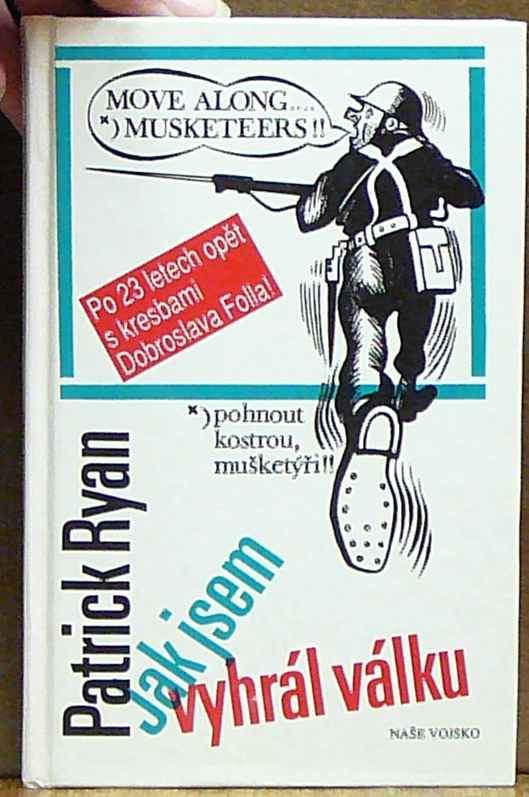 MOVE ALONG.....
*) MUSKETEERS!!
Po 23 letech opět
s kresbami
Dobroslava Folla!
*) pohnout
kostrou,
mušketýři!!
Patrick Ryan
Jak jsem
vyhrál válku
NAŠE VOJSKO